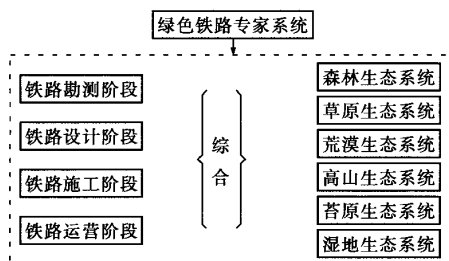 绿色铁路专家系统
铁路勘测阶段
铁路设计阶段
铁路施工阶段
铁路运营阶段
综
合
森林生态系统
草原生态系统
荒漠生态系统
高山生态系统
苔原生态系统
湿地生态系统